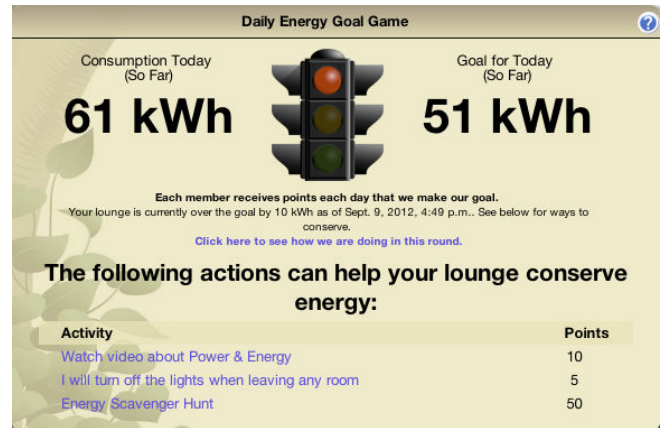 Daily Energy Goal Game
?
Consumption Today
(So Far)
61 kWh
Goal for Today
(So Far)
51 kWh
Each member receives points each day that we make our goal.
Your lounge is currently over the goal by 10 kWh as of Sept. 9, 2012, 4:49 p.m.. See below for ways to
conserve.
Click here to see how we are doing in this round.
The following actions can help your lounge conserve
energy:
Activity Points
Watch video about Power & Energy 10
I will turn off the lights when leaving any room 5
Energy Scavenger Hunt 50